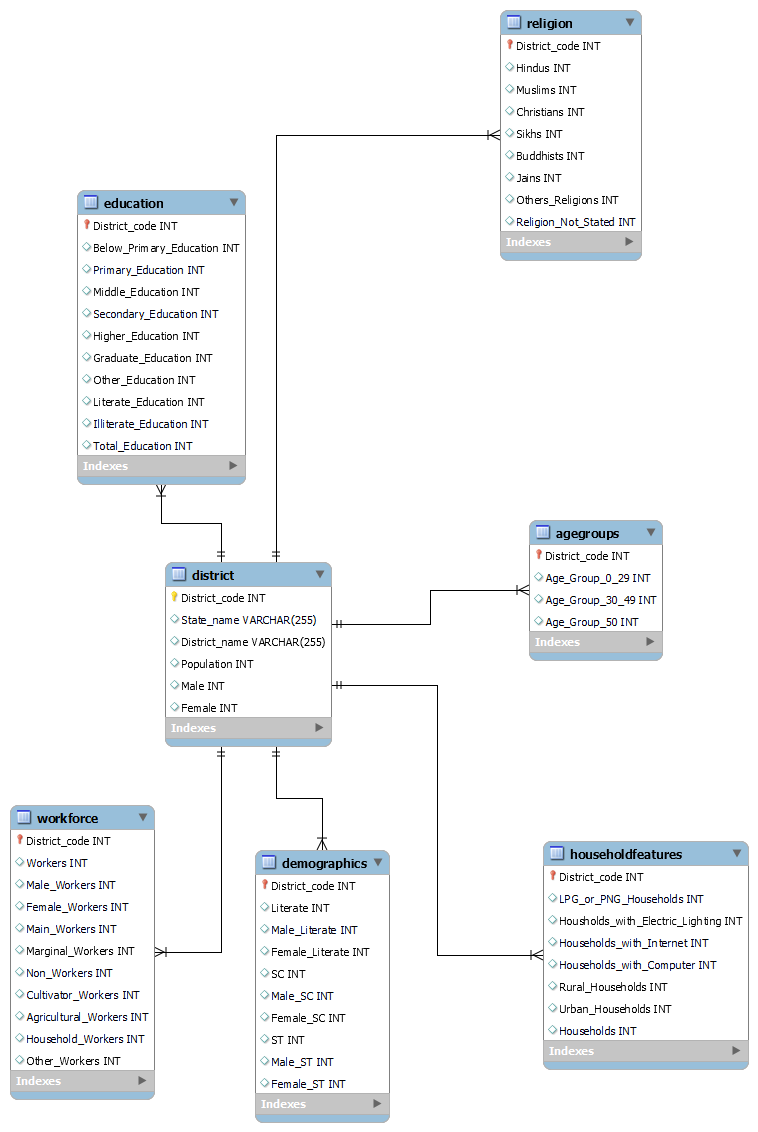 religion
District_code INT
Hindus INT
Muslims INT
Christians INT
Sikhs INT
Buddhists INT
Jains INT
Others_Religions INT
Religion_Not_Stated INT
Indexes
education
District_code INT
Below_Primary_Education INT
Primary_Education INT
Middle_Education INT
Secondary_Education INT
Higher_Education INT
Graduate_Education INT
Other_Education INT
Literate_Education INT
Illiterate_Education INT
Total_Education INT
Indexes
agegroups
District_code INT
Age_Group_0_29 INT
Age_Group_30_49 INT
Age_Group_50 INT
Indexes
district
District_code INT
State_name VARCHAR(255)
District_name VARCHAR(255)
Population INT
Male INT
Female INT
Indexes
workforce
District_code INT
Workers INT
Male_Workers INT
Female_Workers INT
Main_Workers INT
Marginal_Workers INT
Non_Workers INT
Cultivator_Workers INT
Agricultural_Workers INT
Household_Workers INT
Other_Workers INT
Indexes
demographics
District_code INT
Literate INT
Male_Literate INT
Female_Literate INT
SC INT
Male_SC INT
Female_SC INT
ST INT
Male_ST INT
Female_ST INT
Indexes
householdfeatures
District_code INT
LPG_or_PNG_Households INT
Housholds_with_Electric_Lighting INT
Households_with_Internet INT
Households_with_Computer INT
Rural_Households INT
Urban_Households INT
Households INT
Indexes